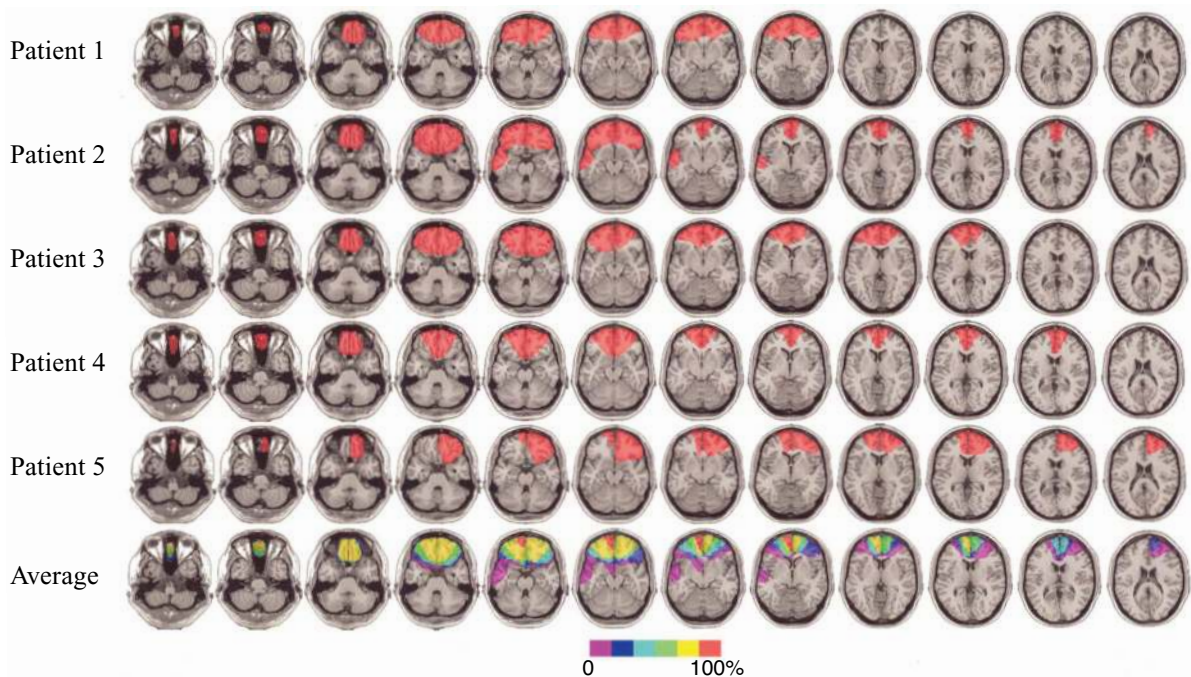 Patient 1
Patient 2
Patient 3
Patient 4
Patient 5
Average
0 100%